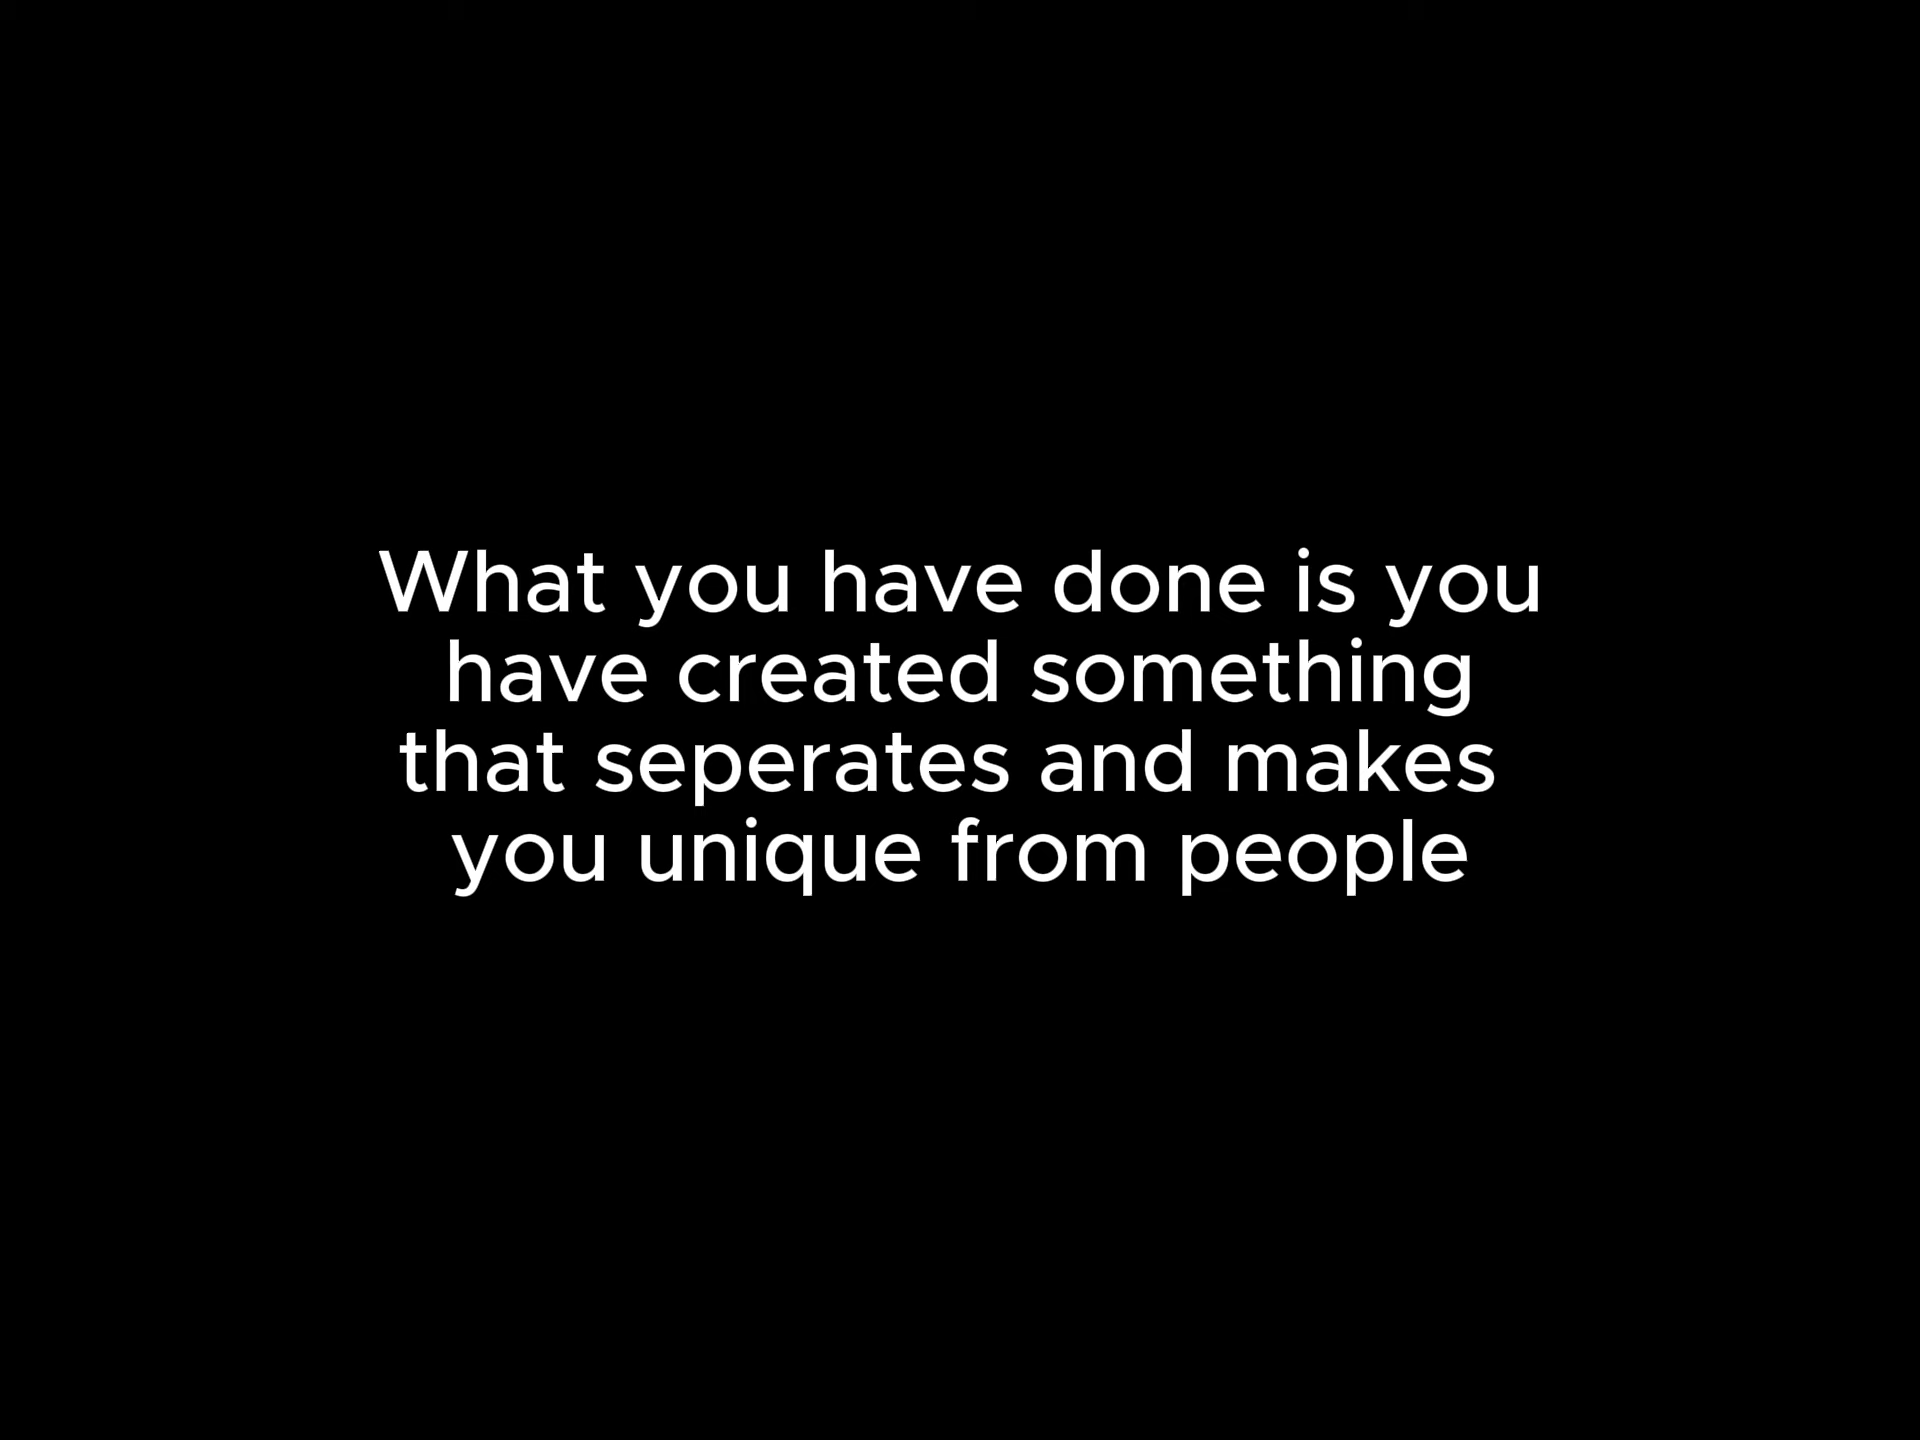 What you have done is you
have created something
that seperates and makes
you unique from people